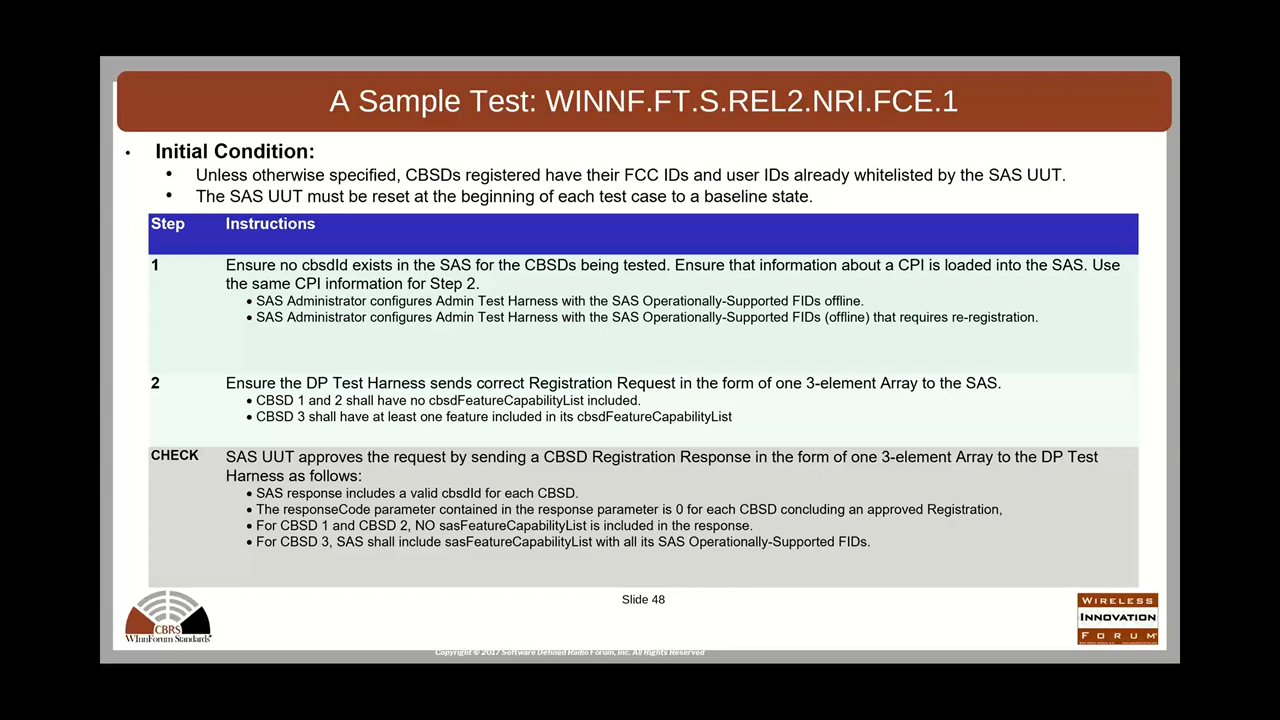 A Sample Test: WINNF.FT.S.REL2.NRI.FCE.1
• Initial Condition:
• Unless otherwise specified, CBSDs registered have their FCC IDs and user IDs already whitelisted by the SAS UUT.
• The SAS UUT must be reset at the beginning of each test case to a baseline state.
Step Instructions
1 Ensure no cbsdId exists in the SAS for the CBSDs being tested. Ensure that information about a CPI is loaded into the SAS. Use
the same CPI information for Step 2.
• SAS Administrator configures Admin Test Harness with the SAS Operationally-Supported FIDs offline.
• SAS Administrator configures Admin Test Harness with the SAS Operationally-Supported FIDs (offline) that requires re-registration.
2 Ensure the DP Test Harness sends correct Registration Request in the form of one 3-element Array to the SAS.
• CBSD 1 and 2 shall have no cbsdFeatureCapabilityList included.
• CBSD 3 shall have at least one feature included in its cbsdFeatureCapabilityList
CHECK SAS UUT approves the request by sending a CBSD Registration Response in the form of one 3-element Array to the DP Test
Harness as follows:
• SAS response includes a valid cbsdId for each CBSD.
• The responseCode parameter contained in the response parameter is 0 for each CBSD concluding an approved Registration,
• For CBSD 1 and CBSD 2, NO sasFeatureCapabilityList is included in the response.
• For CBSD 3, SAS shall include sasFeatureCapabilityList with all its SAS Operationally-Supported FIDs.
Slide 48
CBRS
WInnForum Standards
WIRELESS
INNOVATION
FORUM
Copyright © 2017 Software Defined Radio Forum, Inc. All Rights Reserved